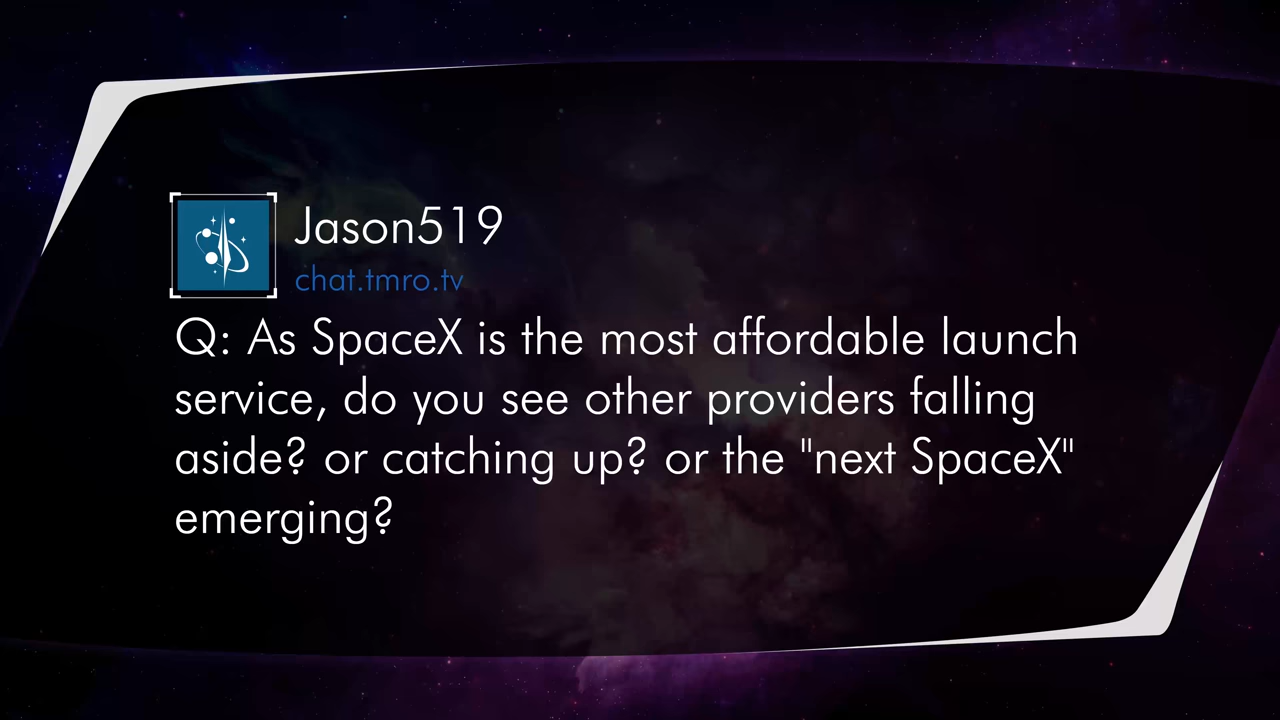 Jason519
chat.tmro.tv
Q: As SpaceX is the most affordable launch
service, do you see other providers falling
aside? or catching up? or the "next SpaceX"
emerging?